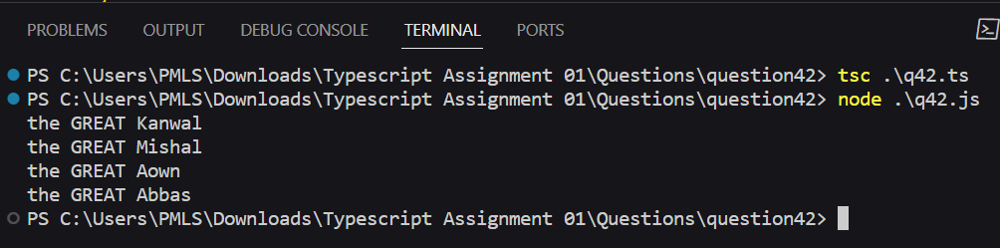 PROBLEMS OUTPUT DEBUG CONSOLE TERMINAL PORTS
PS C:\Users\PMLS\Downloads\Typescript Assignment 01\Questions\question42> tsc .\q42.ts
PS C:\Users\PMLS\Downloads\Typescript Assignment 01\Questions\question42> node .\q42.js
the GREAT Kanwal
the GREAT Mishal
the GREAT Aown
the GREAT Abbas
PS C:\Users\PMLS\Downloads\Typescript Assignment 01\Questions\question42>